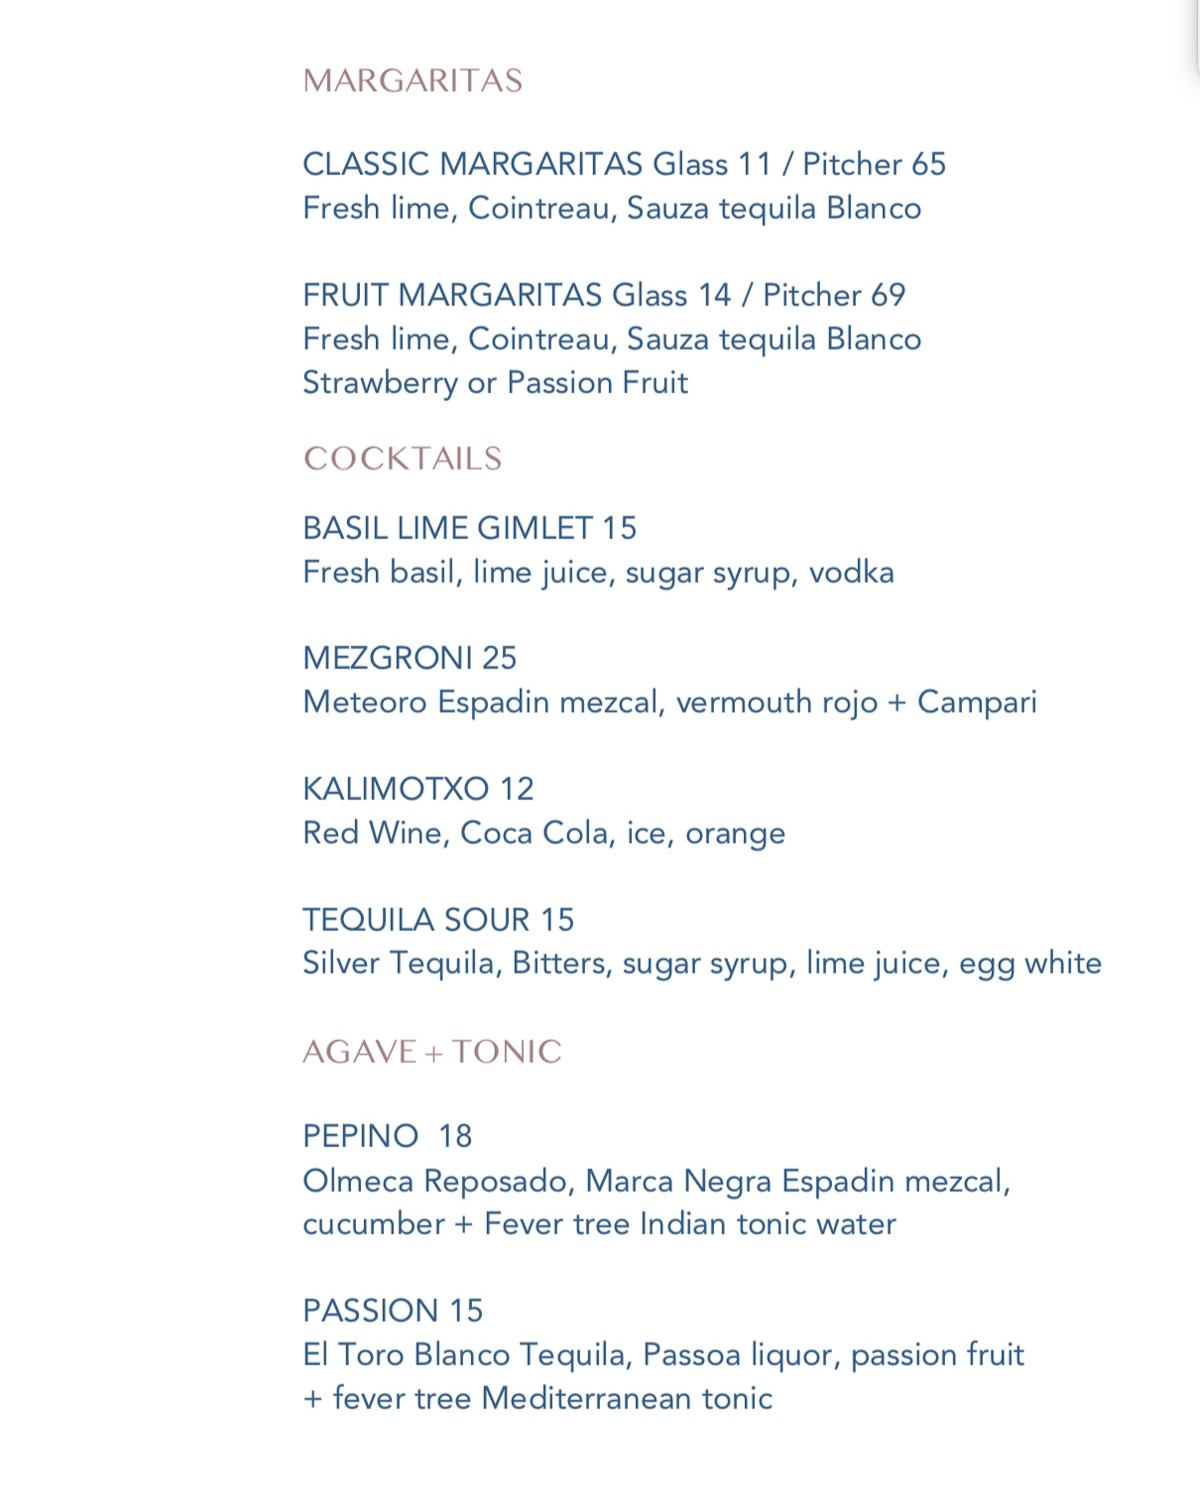 MARGARITAS
CLASSIC MARGARITAS Glass 11 / Pitcher 65
Fresh lime, Cointreau, Sauza tequila Blanco
FRUIT MARGARITAS Glass 14 / Pitcher 69
Fresh lime, Cointreau, Sauza tequila Blanco
Strawberry or Passion Fruit
COCKTAILS
BASIL LIME GIMLET 15
Fresh basil, lime juice, sugar syrup, vodka
MEZGRONI 25
Meteoro Espadin mezcal, vermouth rojo + Campari
KALIMOTXO 12
Red Wine, Coca Cola, ice, orange
TEQUILA SOUR 15
Silver Tequila, Bitters, sugar syrup, lime juice, egg white
AGAVE + TONIC
PEPINO  18
Olmeca Reposado, Marca Negra Espadin mezcal,
cucumber + Fever tree Indian tonic water
PASSION 15
El Toro Blanco Tequila, Passoa liquor, passion fruit
+ fever tree Mediterranean tonic